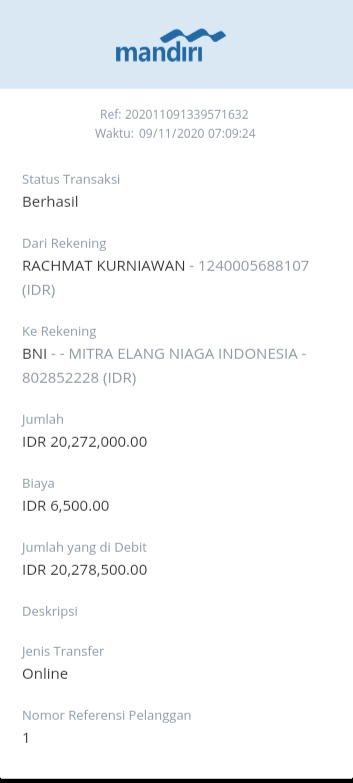 mandiri
Ref: 202011091339571632
Waktu: 09/11/2020 07:09:24
Status Transaksi
Berhasil
Dari Rekening
RACHMAT KURNIAWAN - 1240005688107
(IDR)
Ke Rekening
BNI - - MITRA ELANG NIAGA INDONESIA -
802852228 (IDR)
Jumlah
IDR 20,272,000.00
Biaya
IDR 6,500.00
Jumlah yang di Debit
IDR 20,278,500.00
Deskripsi
Jenis Transfer
Online
Nomor Referensi Pelanggan
1